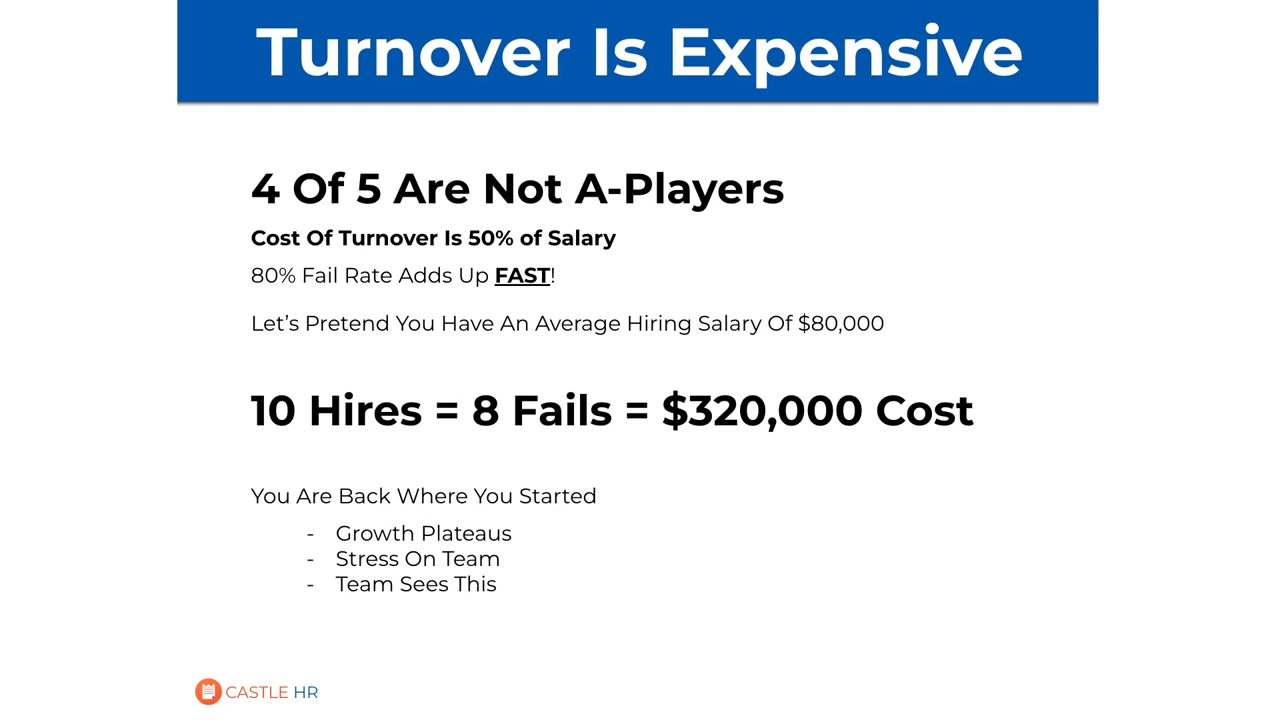 Turnover Is Expensive
4 Of 5 Are Not A-Players
Cost Of Turnover Is 50% of Salary
80% Fail Rate Adds Up FAST!
Let’s Pretend You Have An Average Hiring Salary Of $80,000
10 Hires = 8 Fails = $320,000 Cost
You Are Back Where You Started
- Growth Plateaus
- Stress On Team
- Team Sees This
CASTLE HR